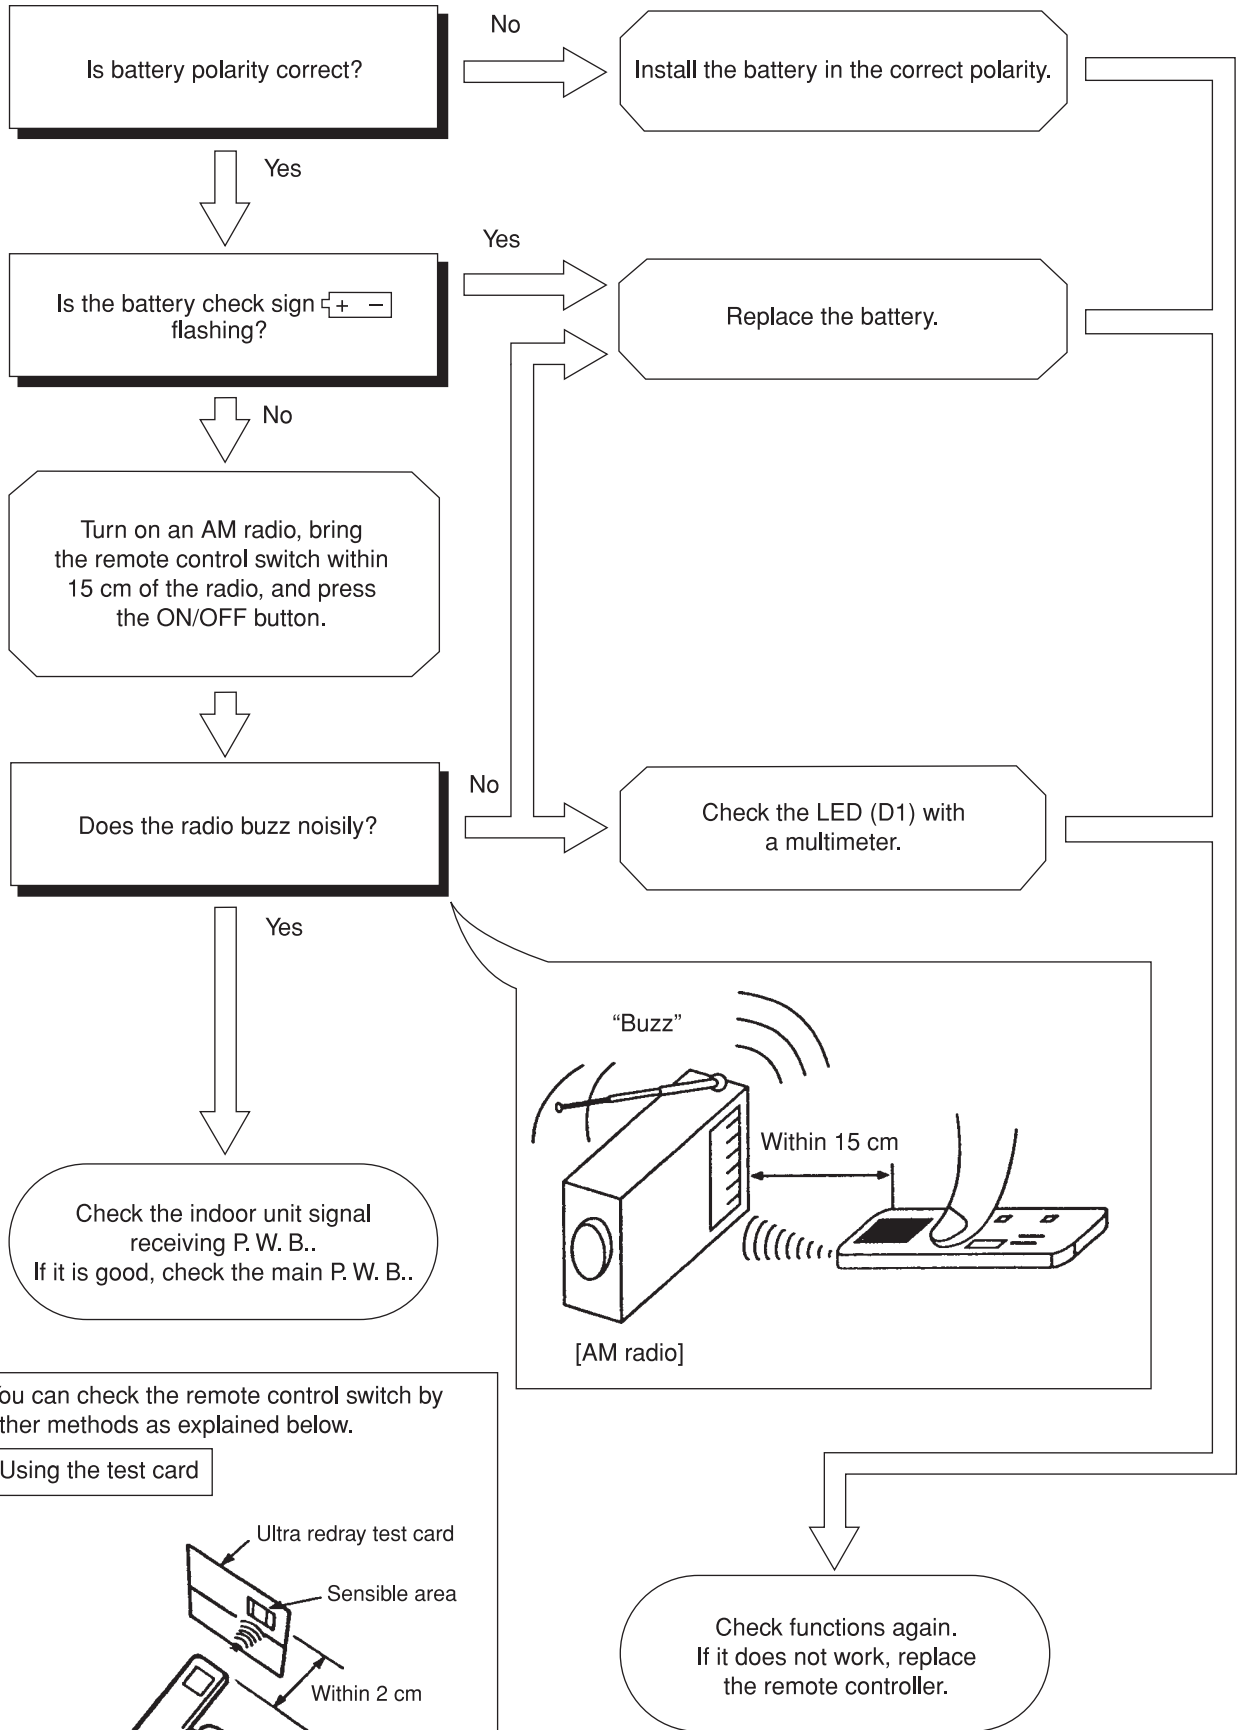 Is battery polarity correct?
No
Install the battery in the correct polarity.
Yes
Is the battery check sign + −
flashing?
Yes
Replace the battery.
No
Turn on an AM radio, bring
the remote control switch within
15 cm of the radio, and press
the ON/OFF button.
Does the radio buzz noisily?
No
Check the LED (D1) with
a multimeter.
Yes
Check the indoor unit signal
receiving P. W. B..
If it is good, check the main P. W. B..
“Buzz”
Within 15 cm
[AM radio]
ou can check the remote control switch by
ther methods as explained below.
Using the test card
Ultra redray test card
Sensible area
Within 2 cm
Check functions again.
If it does not work, replace
the remote controller.